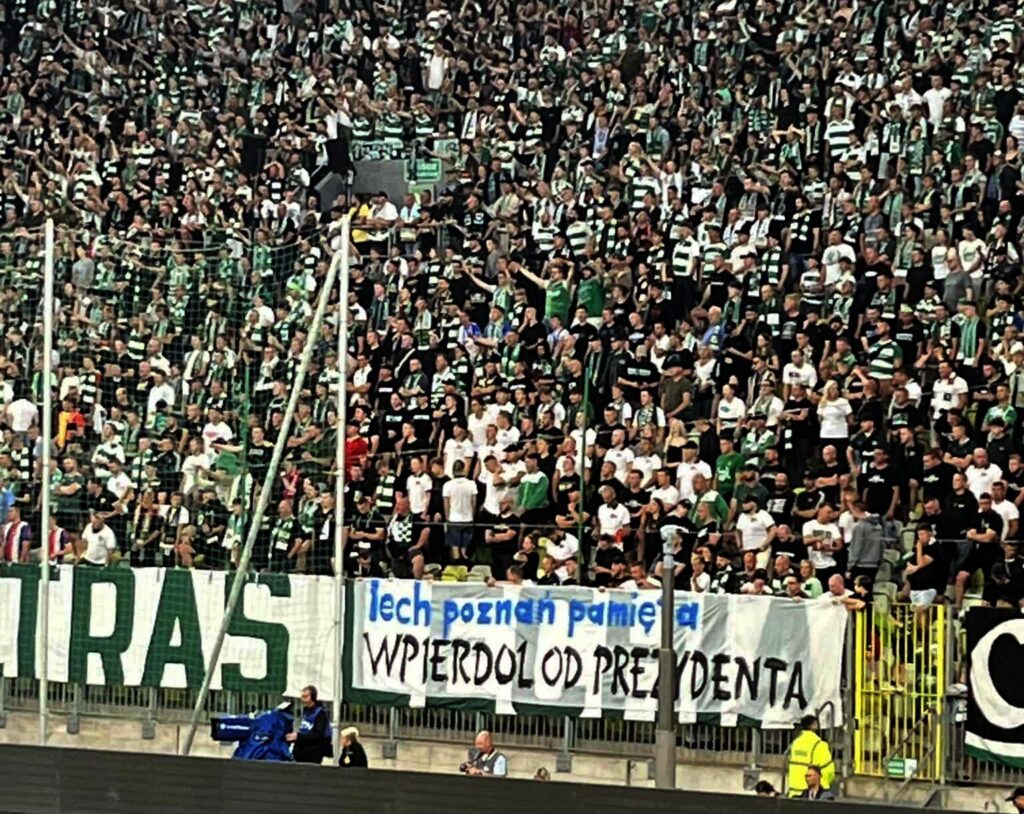 TRAS
lech poznań pamięta
WPIERDOL OD PREZYDENTA
C